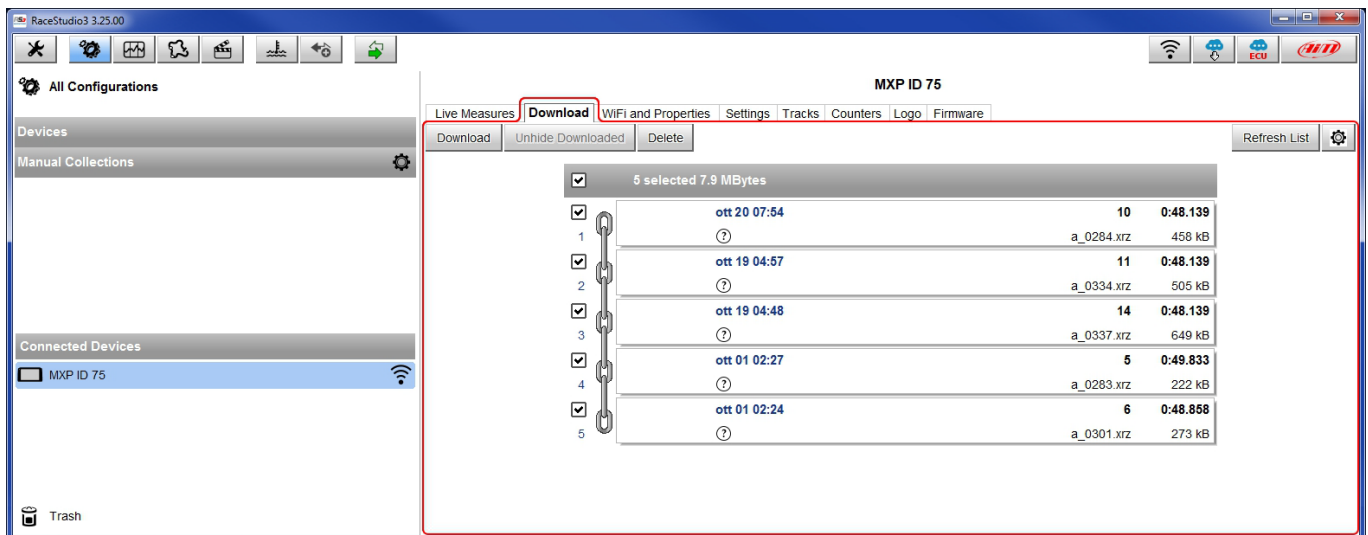 RaceStudio3 3.25.00
ECU
AiM
All Configurations
MXP ID 75
Live Measures Download WiFi and Properties Settings Tracks Counters Logo Firmware
Devices
Download Unhide Downloaded Delete Refresh List
Manual Collections
5 selected 7.9 MBytes
ott 20 07:54 10 0:48.139
1 ? a_0284.xrz 458 kB
ott 19 04:57 11 0:48.139
2 ? a_0334.xrz 505 kB
ott 19 04:48 14 0:48.139
3 ? a_0337.xrz 649 kB
Connected Devices
ott 01 02:27 5 0:49.833
MXP ID 75
4 ? a_0283.xrz 222 kB
ott 01 02:24 6 0:48.858
5 ? a_0301.xrz 273 kB
Trash